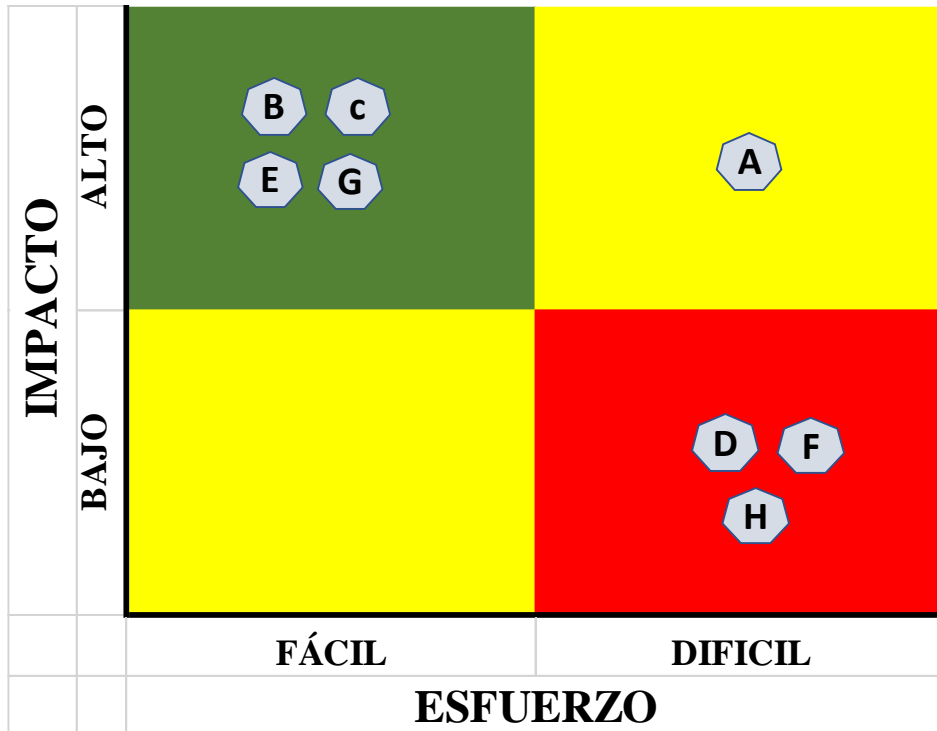 IMPACTO
ALTO
BAJO
B c
E G
A
D F
H
FÁCIL DIFICIL
ESFUERZO